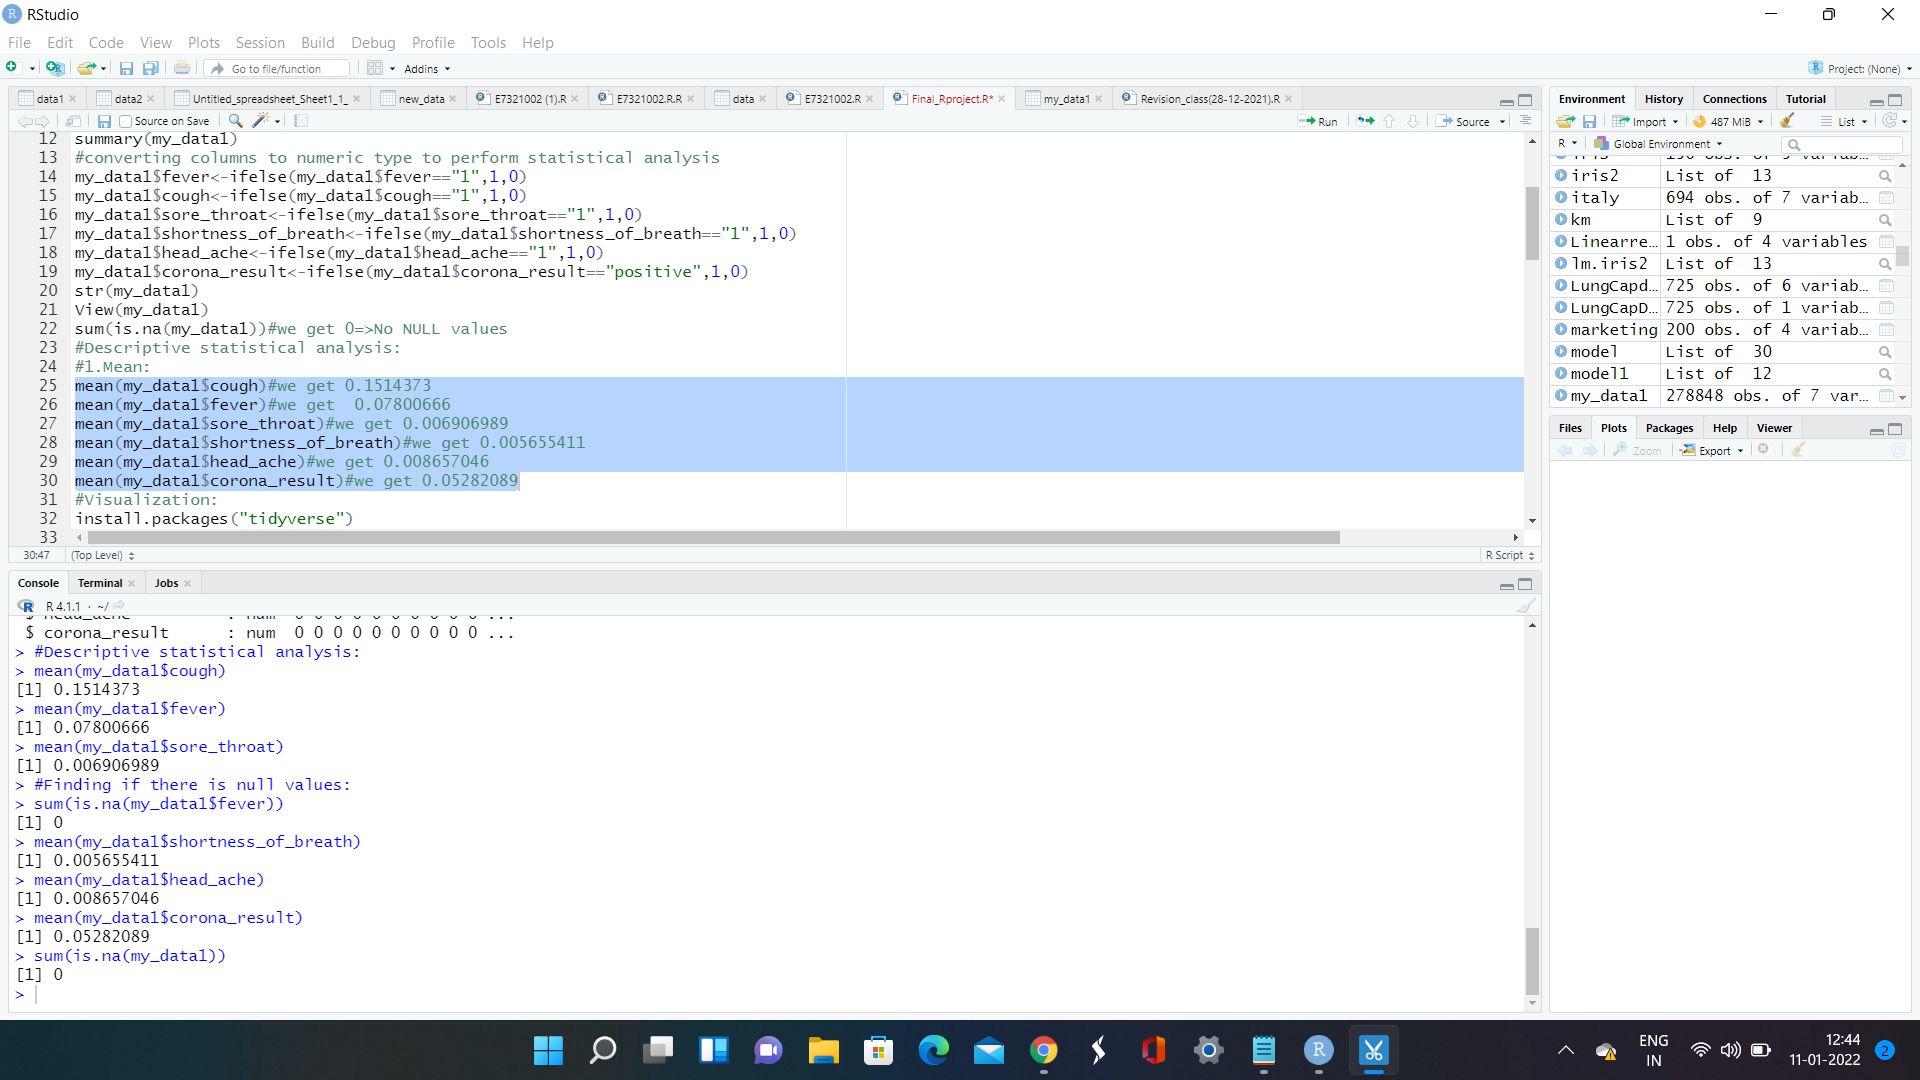 RStudio
File Edit Code View Plots Session Build Debug Profile Tools Help
Go to file/function Addins Project: (None)
data1 data2 Untitled_spreadsheet_Sheet1_1_ new_data E7321002 (1).R E7321002.R.R data E7321002.R Final_Rproject.R* my_data1 Revision_class(28-12-2021).R
Source on Save Run Source
12 summary(my_data1)
13 #converting columns to numeric type to perform statistical analysis
14 my_data1$fever<-ifelse(my_data1$fever=="1",1,0)
15 my_data1$cough<-ifelse(my_data1$cough=="1",1,0)
16 my_data1$sore_throat<-ifelse(my_data1$sore_throat=="1",1,0)
17 my_data1$shortness_of_breath<-ifelse(my_data1$shortness_of_breath=="1",1,0)
18 my_data1$head_ache<-ifelse(my_data1$head_ache=="1",1,0)
19 my_data1$corona_result<-ifelse(my_data1$corona_result=="positive",1,0)
20 str(my_data1)
21 View(my_data1)
22 sum(is.na(my_data1))#we get 0=>No NULL values
23 #Descriptive statistical analysis:
24 #1.Mean:
25 mean(my_data1$cough)#we get 0.1514373
26 mean(my_data1$fever)#we get  0.07800666
27 mean(my_data1$sore_throat)#we get 0.006906989
28 mean(my_data1$shortness_of_breath)#we get 0.005655411
29 mean(my_data1$head_ache)#we get 0.008657046
30 mean(my_data1$corona_result)#we get 0.05282089
31 #Visualization:
32 install.packages("tidyverse")
33
30:47 (Top Level) R Script
Console Terminal Jobs
R 4.1.1 · ~/
$ head_ache : num 0 0 0 0 0 0 0 0 0 0 ...
$ corona_result : num 0 0 0 0 0 0 0 0 0 0 ...
> #Descriptive statistical analysis:
> mean(my_data1$cough)
[1] 0.1514373
> mean(my_data1$fever)
[1] 0.07800666
> mean(my_data1$sore_throat)
[1] 0.006906989
> #Finding if there is null values:
> sum(is.na(my_data1$fever))
[1] 0
> mean(my_data1$shortness_of_breath)
[1] 0.005655411
> mean(my_data1$head_ache)
[1] 0.008657046
> mean(my_data1$corona_result)
[1] 0.05282089
> sum(is.na(my_data1))
[1] 0
>
Environment History Connections Tutorial
Import 487 MiB List
R Global Environment
iris2 List of 13
italy 694 obs. of 7 variab…
km List of 9
Linearre… 1 obs. of 4 variables
lm.iris2 List of 13
LungCapd… 725 obs. of 6 variab…
LungCapD… 725 obs. of 1 variab…
marketing 200 obs. of 4 variab…
model List of 30
model1 List of 12
my_data1 278848 obs. of 7 var…
Files Plots Packages Help Viewer
Zoom Export
ENG
IN
12:44
11-01-2022
2